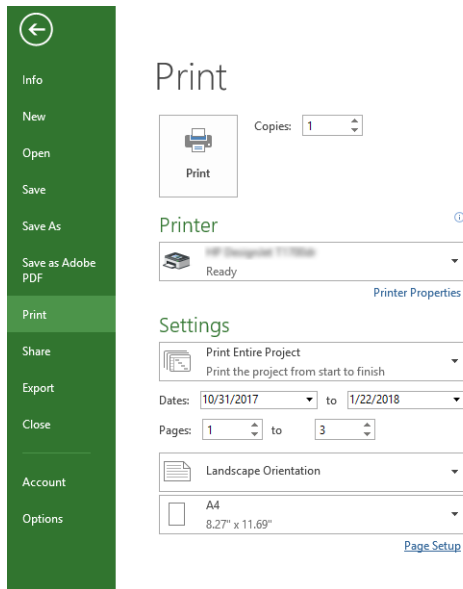 Info
New
Open
Save
Save As
Save as Adobe
PDF
Print
Share
Export
Close
Account
Options
Print
Print
Copies: 1
Printer
Ready
Printer Properties
Settings
Print Entire Project
Print the project from start to finish
Dates: 10/31/2017 to 1/22/2018
Pages: 1 to 3
Landscape Orientation
A4
8.27" x 11.69"
Page Setup